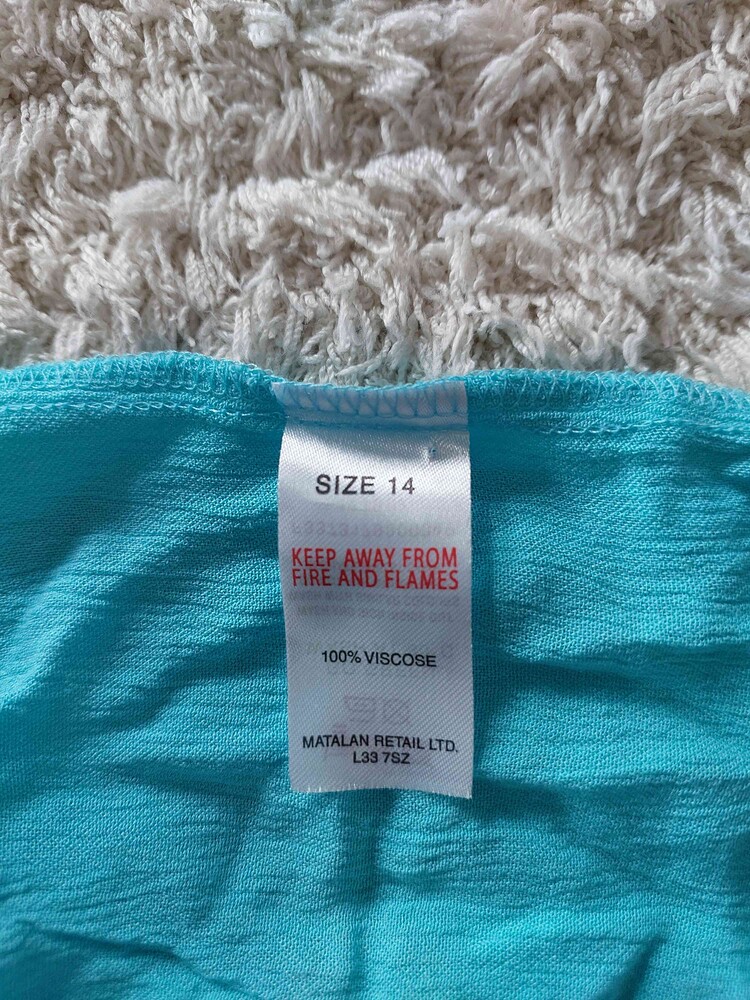 SIZE 14
KEEP AWAY FROM
FIRE AND FLAMES
100% VISCOSE
MATALAN RETAIL LTD.
L33 7SZ